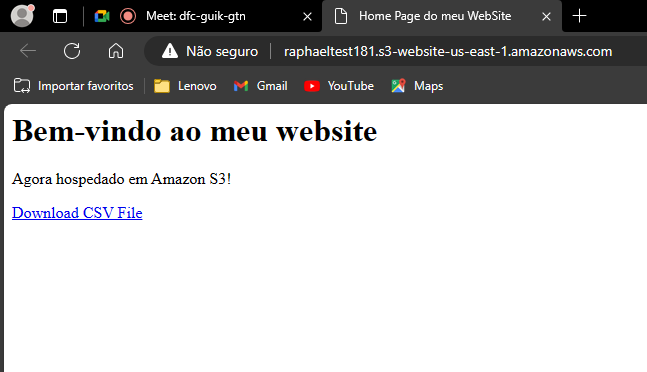 Meet: dfc-guik-gtn
Home Page do meu WebSite
Não seguro
raphaeltest181.s3-website-us-east-1.amazonaws.com
Importar favoritos
Lenovo
Gmail
YouTube
Maps
Bem-vindo ao meu website
Agora hospedado em Amazon S3!
Download CSV File